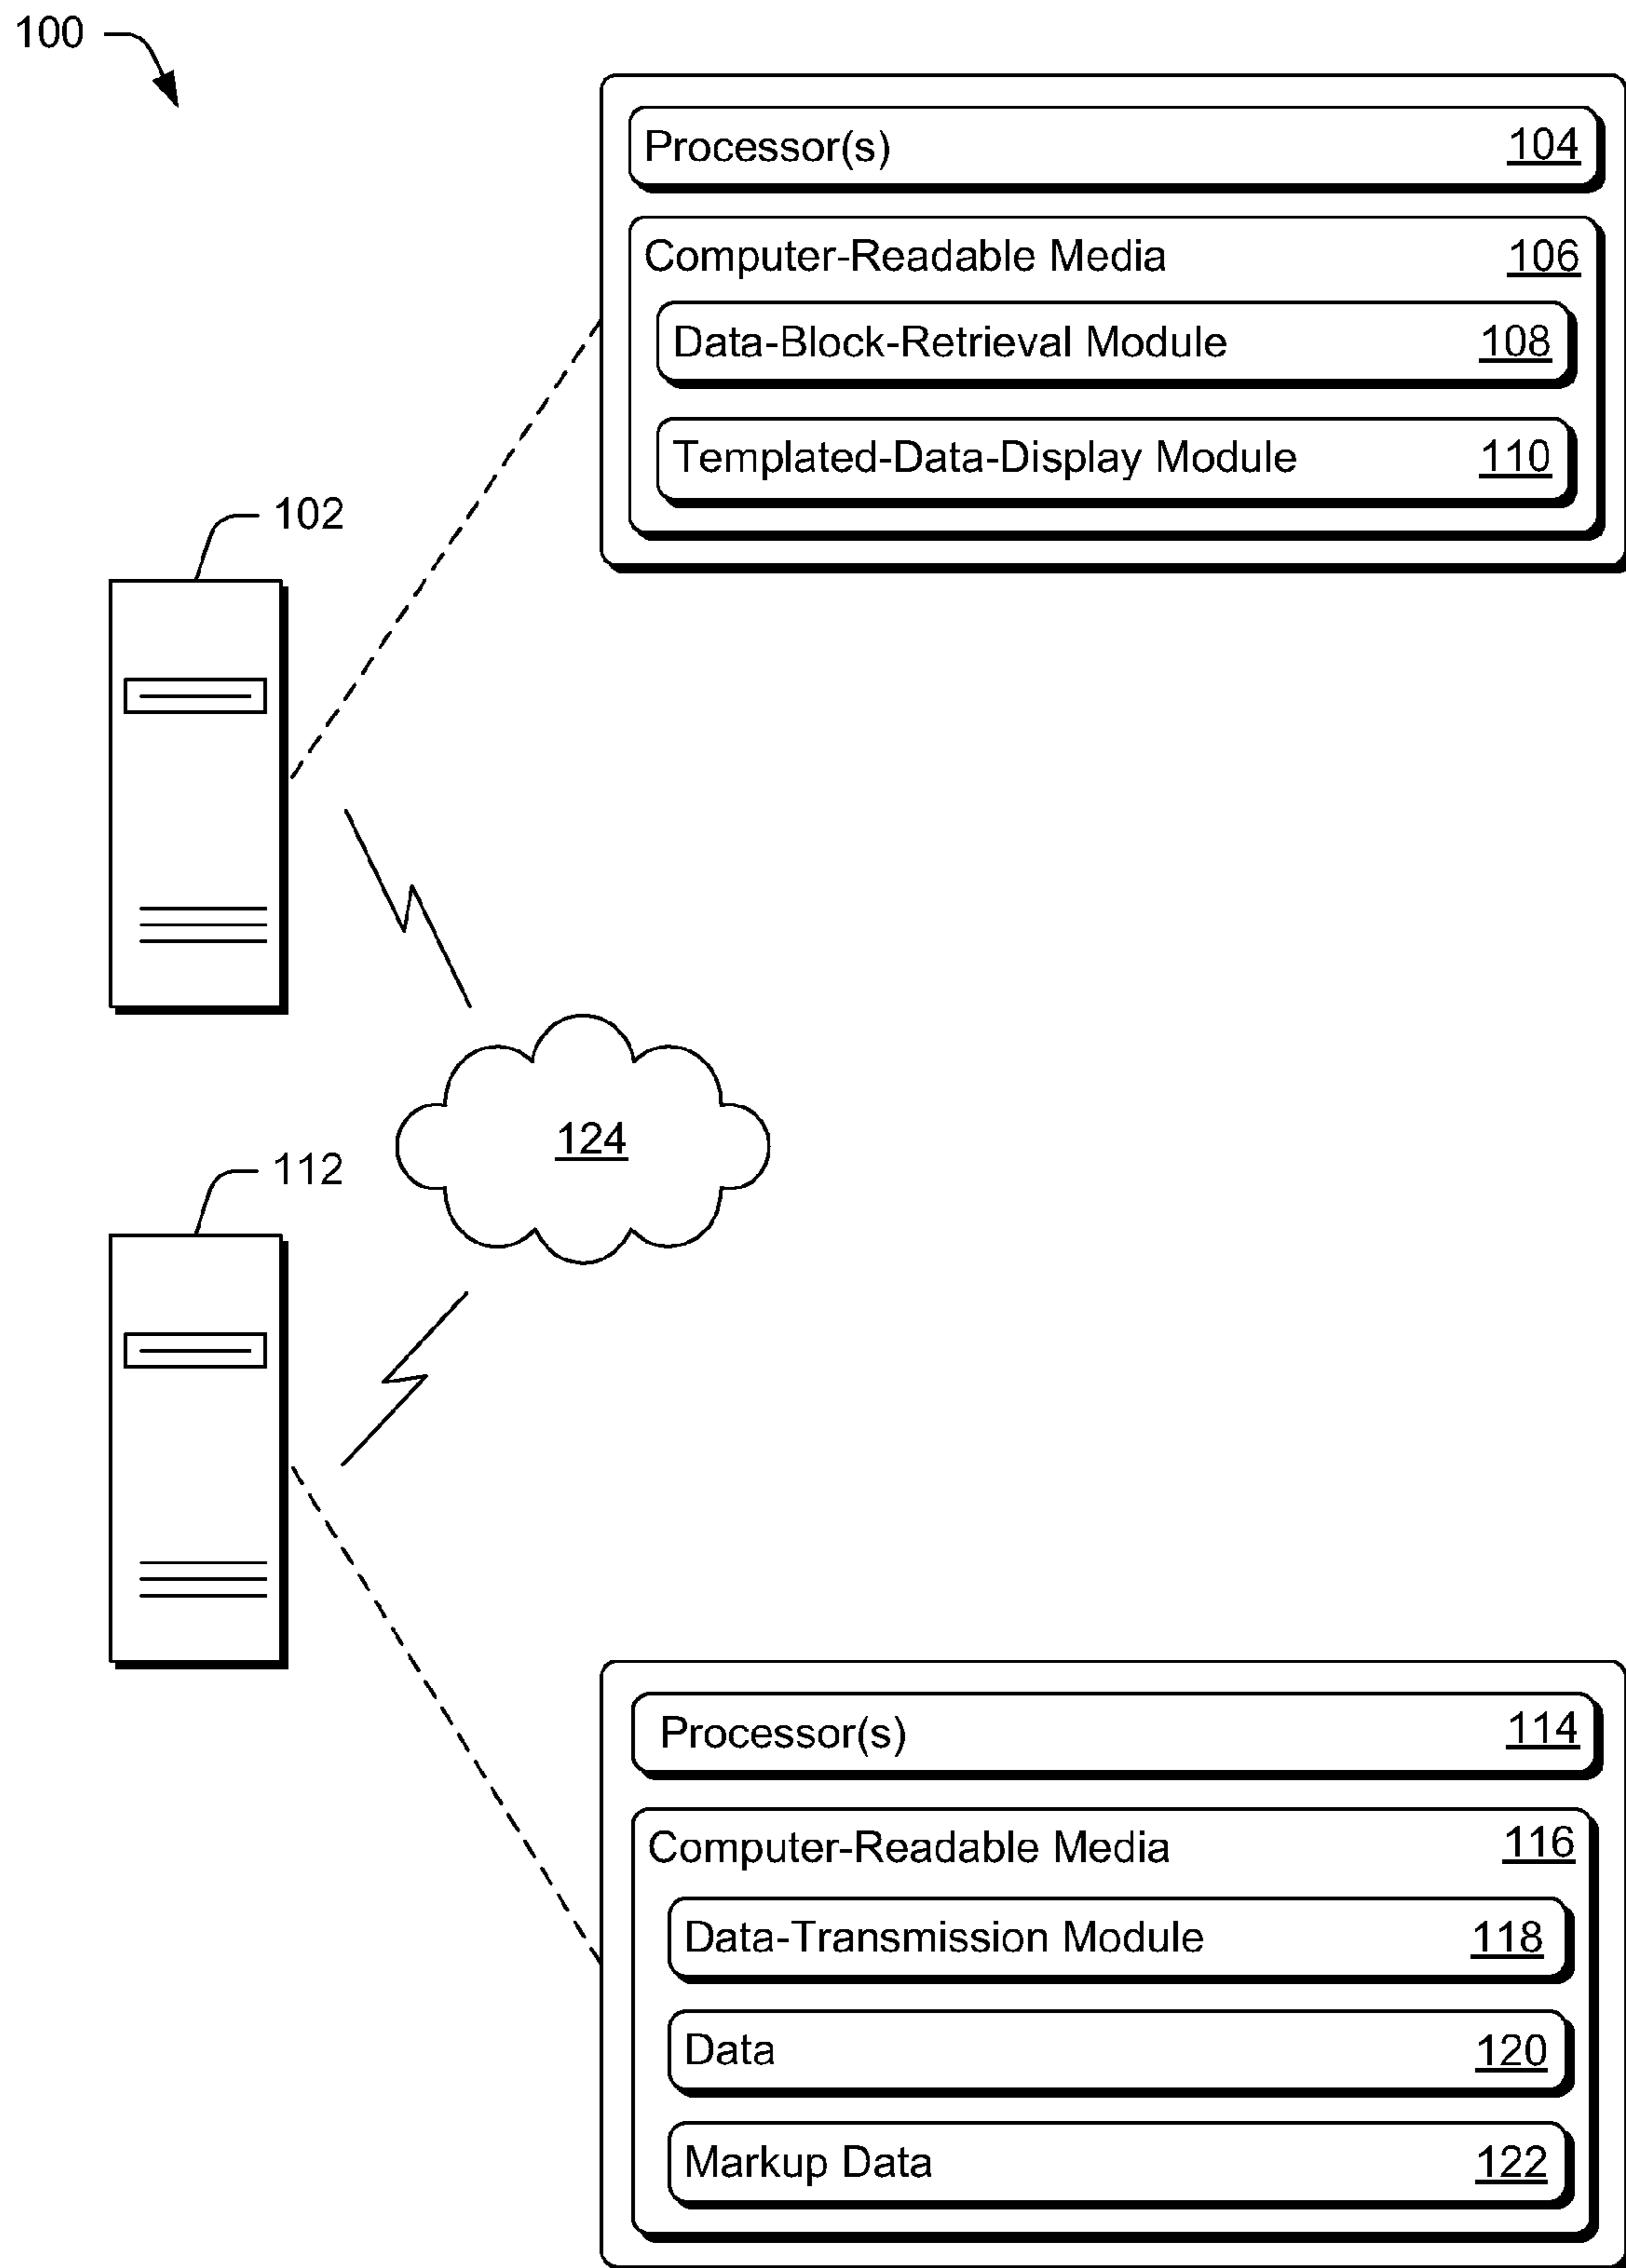 100
Processor(s) 104
Computer-Readable Media 106
Data-Block-Retrieval Module 108
Templated-Data-Display Module 110
102
124
112
Processor(s) 114
Computer-Readable Media 116
Data-Transmission Module 118
Data 120
Markup Data 122